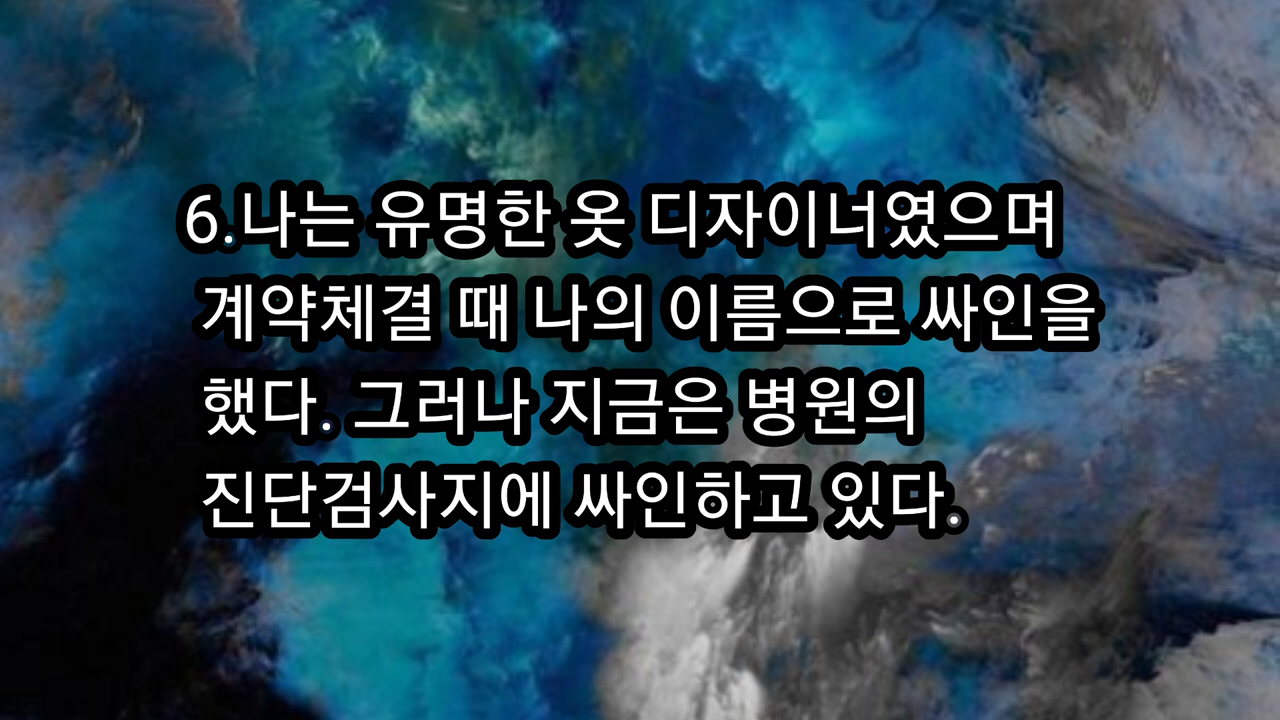 6.나는 유명한 옷 디자이너였으며
계약체결 때 나의 이름으로 싸인을
했다. 그러나 지금은 병원의
진단검사지에 싸인하고 있다.